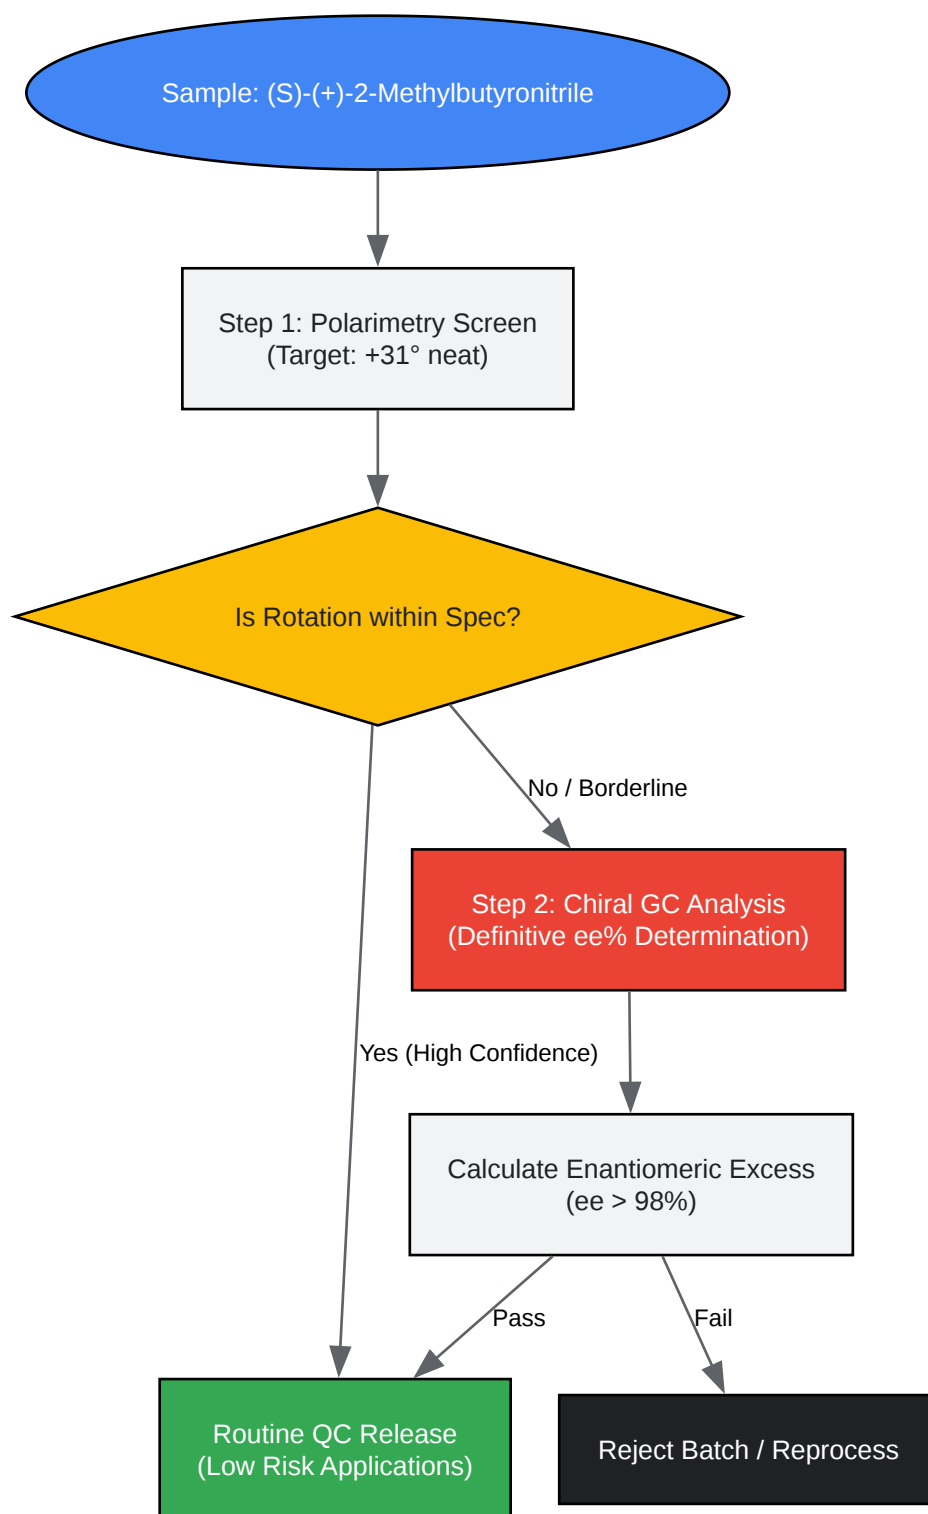 Sample: (S)-(+)-2-Methylbutyronitrile
Step 1: Polarimetry Screen
(Target: +31° neat)
Is Rotation within Spec?
No / Borderline
Step 2: Chiral GC Analysis
(Definitive ee% Determination)
Yes (High Confidence)
Calculate Enantiomeric Excess
(ee > 98%)
Pass
Fail
Routine QC Release
(Low Risk Applications)
Reject Batch / Reprocess